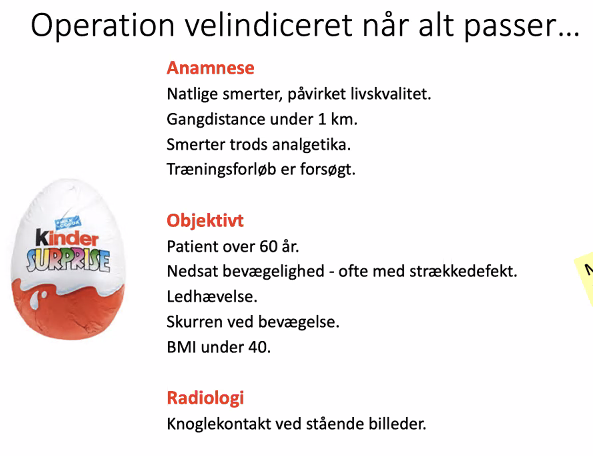 Operation velindiceret når alt passer...
Anamnese
Natlige smerter, påvirket livskvalitet.
Gangdistance under 1 km.
Smerter trods analgetika.
Træningsforløb er forsøgt.
Objektivt
Patient over 60 år.
Nedsat bevægelighed - ofte med strækkedefekt.
Ledhævelse.
Skurren ved bevægelse.
BMI under 40.
Radiologi
Knoglekontakt ved stående billeder.
Kinder
SURPRISE